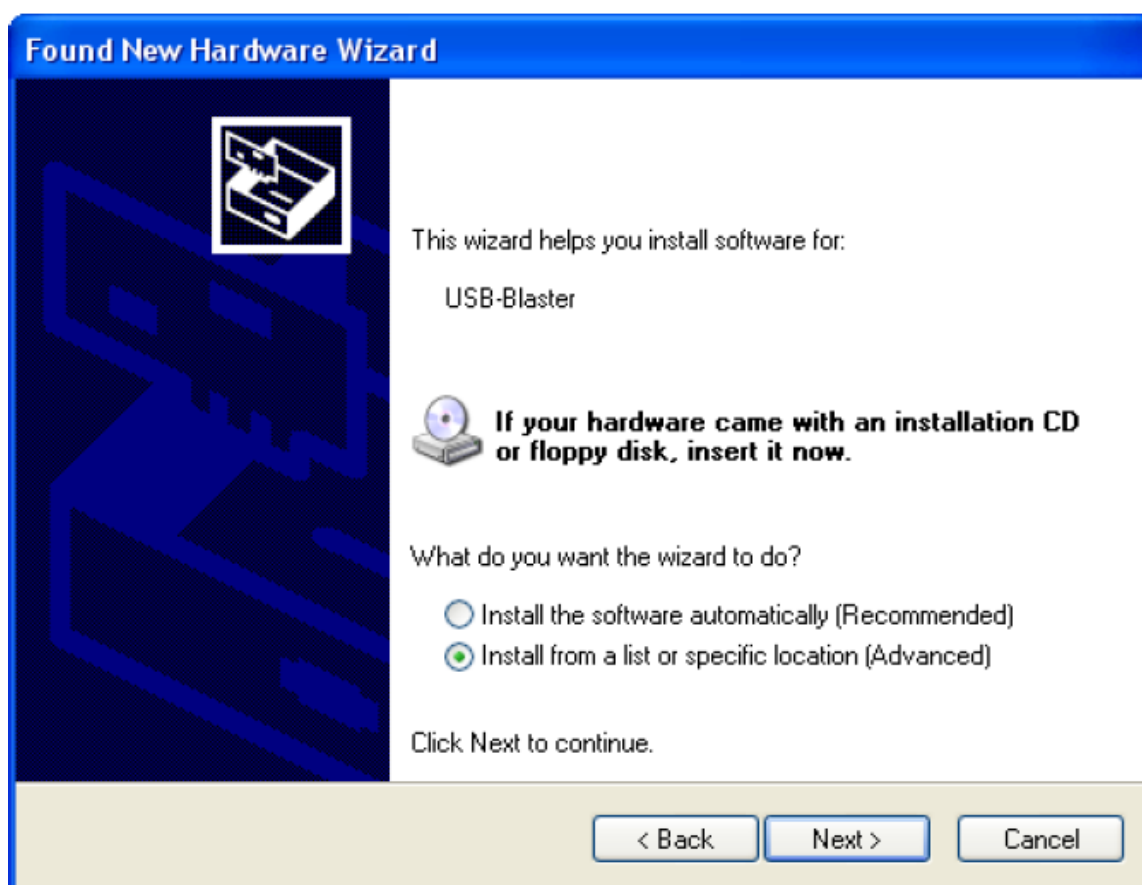 Found New Hardware Wizard
This wizard helps you install software for:
USB-Blaster
If your hardware came with an installation CD
or floppy disk, insert it now.
What do you want the wizard to do?
Install the software automatically (Recommended)
Install from a list or specific location (Advanced)
Click Next to continue.
< Back
Next >
Cancel